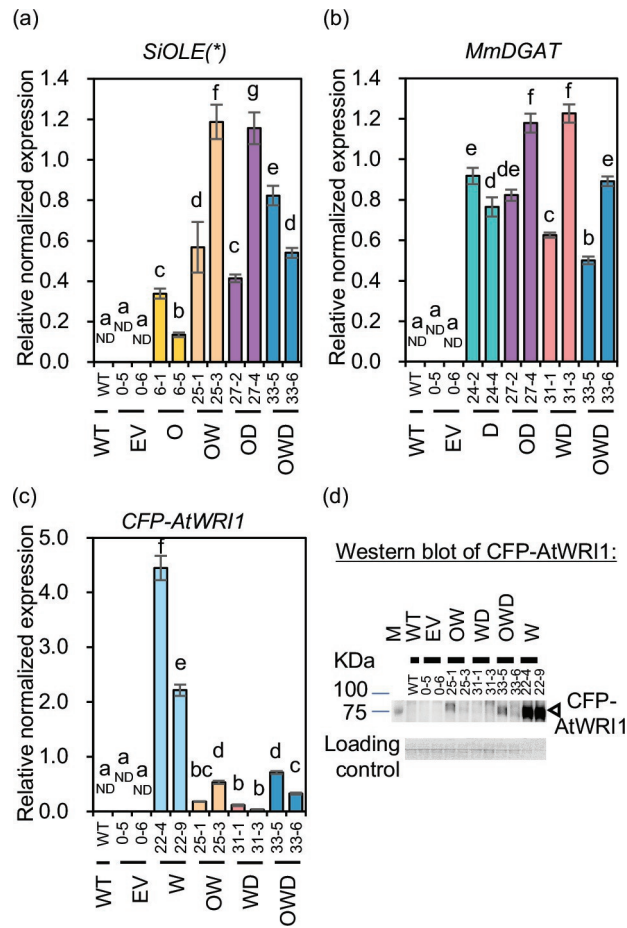 (a)
SiOLE(*)
Relative normalized expression
1.4
1.2
1.0
0.8
0.6
0.4
0.2
0.0
a a a c b d f c g e d
ND ND ND
WT 0-5 0-6 6-1 6-5 25-1 25-3 27-2 27-4 33-5 33-6
WT EV O OW OD OWD
(b)
MmDGAT
Relative normalized expression
1.4
1.2
1.0
0.8
0.6
0.4
0.2
0.0
a a a e d de f c f b e
ND ND ND
WT 0-5 0-6 24-2 24-4 27-2 27-4 31-1 31-3 33-5 33-6
WT EV D OD WD OWD
(c)
CFP-AtWRI1
Relative normalized expression
5.0
4.0
3.0
2.0
1.0
0.0
a a a f e bc d b b d c
ND ND ND
WT 0-5 0-6 22-4 22-9 25-1 25-3 31-1 31-3 33-5 33-6
WT EV W OW WD OWD
(d)
Western blot of CFP-AtWRI1:
M WT EV OW WD OWD W
KDa
WT 0-5 0-6 25-1 25-3 31-1 31-3 33-5 33-6 22-4 22-9
100
75
CFP-
AtWRI1
Loading
control